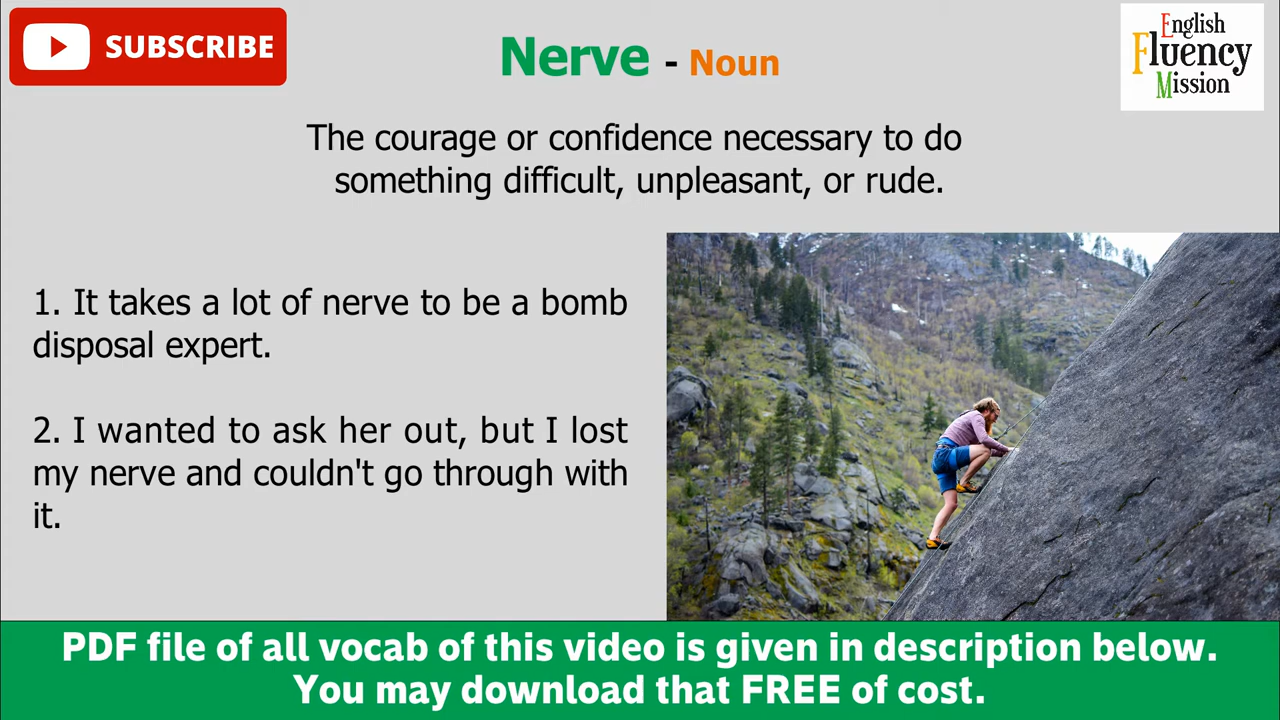 SUBSCRIBE
Nerve - Noun
English
Fluency
Mission
The courage or confidence necessary to do
something difficult, unpleasant, or rude.
1. It takes a lot of nerve to be a bomb
disposal expert.
2. I wanted to ask her out, but I lost
my nerve and couldn't go through with
it.
PDF file of all vocab of this video is given in description below.
You may download that FREE of cost.